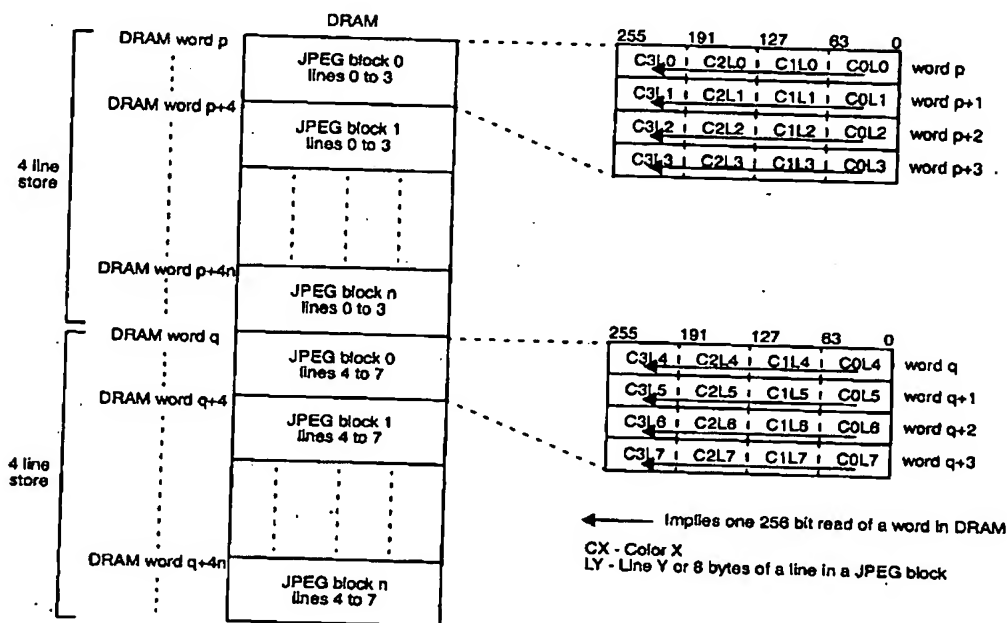 DRAM
DRAM word p
JPEG block 0
lines 0 to 3
DRAM word p+4
JPEG block 1
lines 0 to 3
4 line
store
DRAM word p+4n
JPEG block n
lines 0 to 3
255 191 127 63 0
C3L0 C2L0 C1L0 C0L0 word p
C3L1 C2L1 C1L1 C0L1 word p+1
C3L2 C2L2 C1L2 C0L2 word p+2
C3L3 C2L3 C1L3 C0L3 word p+3
DRAM word q
JPEG block 0
lines 4 to 7
DRAM word q+4
JPEG block 1
lines 4 to 7
4 line
store
DRAM word q+4n
JPEG block n
lines 4 to 7
255 191 127 63 0
C3L4 C2L4 C1L4 C0L4 word q
C3L5 C2L5 C1L5 C0L5 word q+1
C3L6 C2L6 C1L6 C0L6 word q+2
C3L7 C2L7 C1L7 C0L7 word q+3
Implies one 256 bit read of a word in DRAM
CX - Color X
LY - Line Y or 8 bytes of a line in a JPEG block